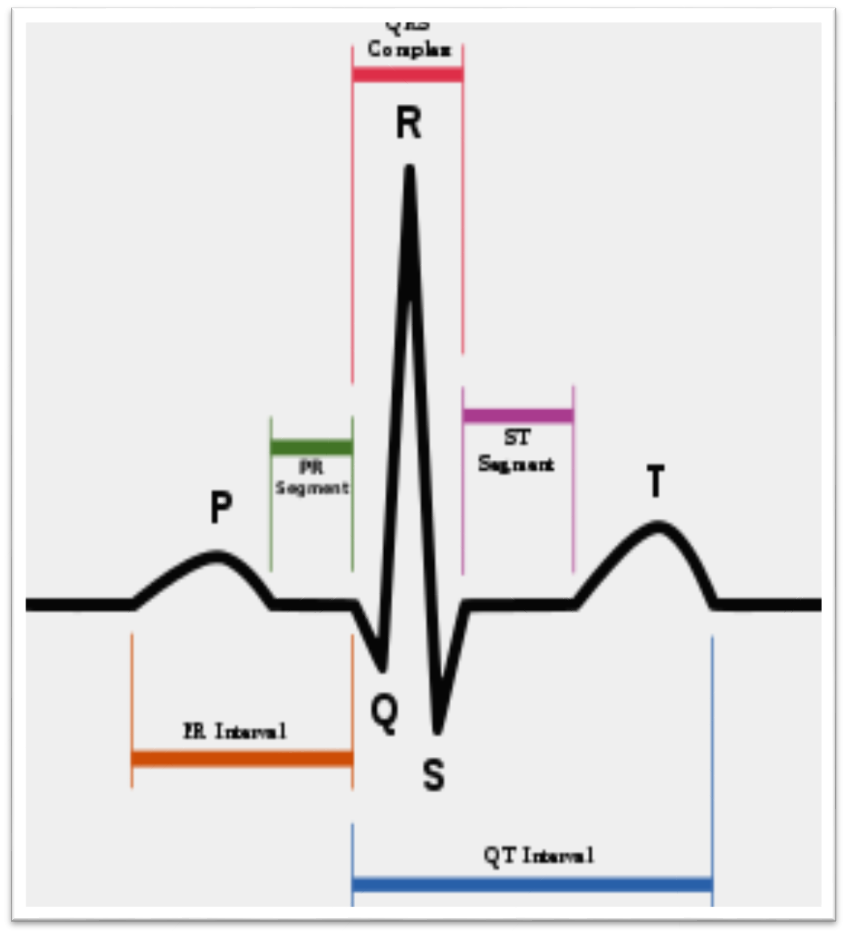 QRS
Complex
R
ST
Segment
PR
Segment
T
P
Q
PR Interval
S
QT Interval